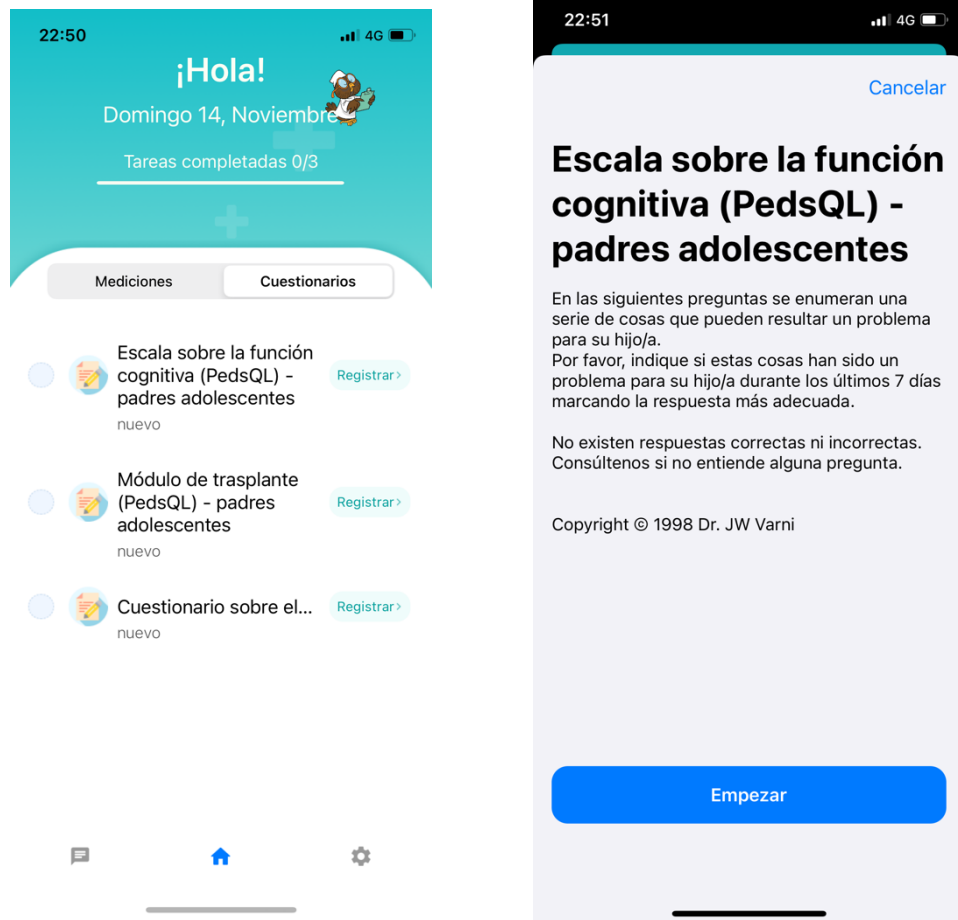 22:50
4G
¡Hola!
Domingo 14, Noviembre
Tareas completadas 0/3
Mediciones
Cuestionarios
Escala sobre la función
cognitiva (PedsQL) -
padres adolescentes
nuevo
Registrar
Módulo de trasplante
(PedsQL) - padres
adolescentes
nuevo
Registrar
Cuestionario sobre el...
nuevo
Registrar
22:51
4G
Cancelar
Escala sobre la función
cognitiva (PedsQL) -
padres adolescentes
En las siguientes preguntas se enumeran una
serie de cosas que pueden resultar un problema
para su hijo/a.
Por favor, indique si estas cosas han sido un
problema para su hijo/a durante los últimos 7 días
marcando la respuesta más adecuada.
No existen respuestas correctas ni incorrectas.
Consúltenos si no entiende alguna pregunta.
Copyright © 1998 Dr. JW Varni
Empezar